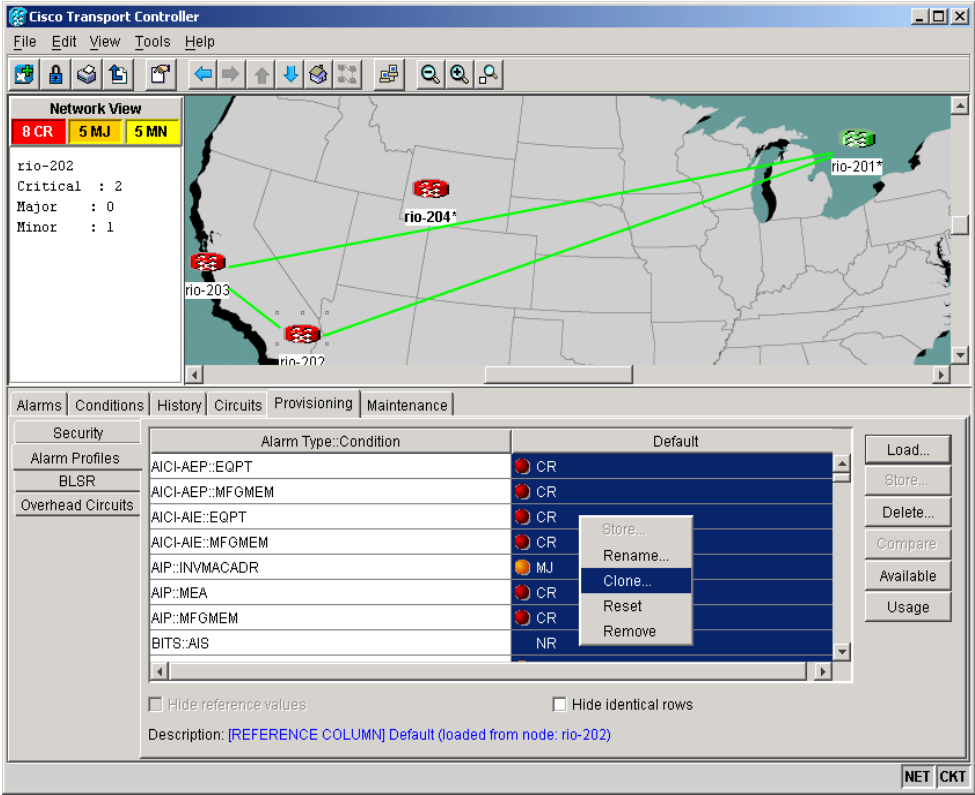 Cisco Transport Controller
File Edit View Tools Help
Network View
8 CR 5 MJ 5 MN
rio-202
Critical : 2
Major : 0
Minor : 1
rio-201*
rio-204*
rio-203
rio-202
Alarms Conditions History Circuits Provisioning Maintenance
Security
Alarm Profiles
BLSR
Overhead Circuits
Alarm Type::Condition Default
AICI-AEP::EQPT CR
AICI-AEP::MFGMEM CR
AICI-AIE::EQPT CR
AICI-AIE::MFGMEM CR
AIP::INVMACADR MJ
AIP::MEA CR
AIP::MFGMEM CR
BITS::AIS NR
Store...
Rename...
Clone...
Reset
Remove
Load...
Store...
Delete...
Compare
Available
Usage
Hide reference values Hide identical rows
Description: [REFERENCE COLUMN] Default (loaded from node: rio-202)
NET CKT